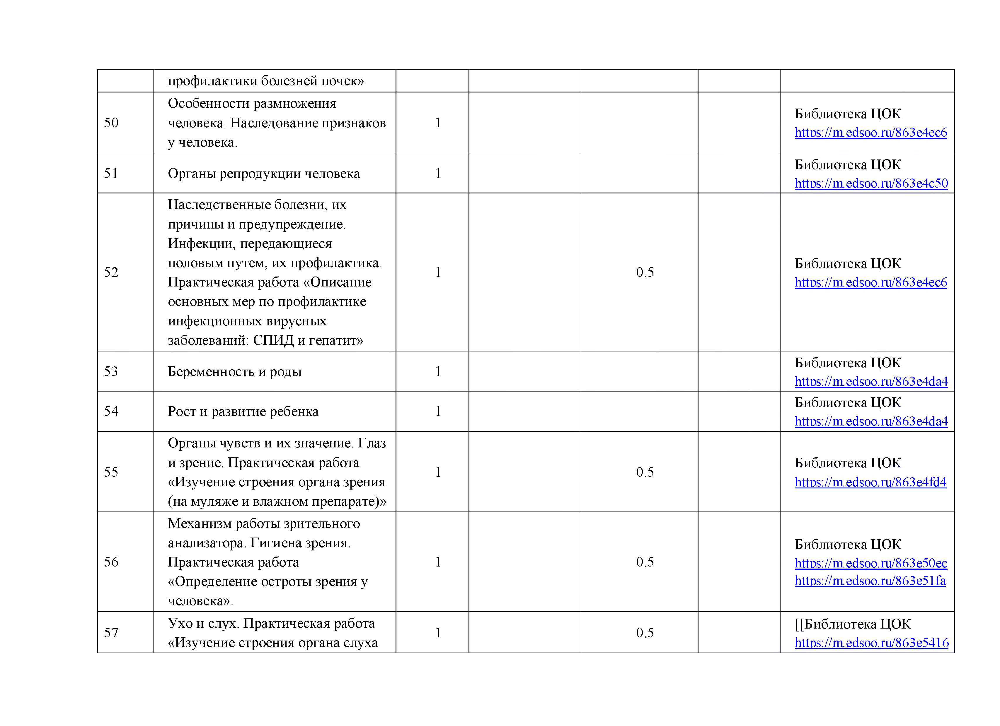 профилактики болезней почек»
50
Особенности размножения
человека. Наследование признаков
у человека.
1
Библиотека ЦОК
https://m.edsoo.ru/863e4ec6
51
Органы репродукции человека
1
Библиотека ЦОК
https://m.edsoo.ru/863e4c50
52
Наследственные болезни, их
причины и предупреждение.
Инфекции, передающиеся
половым путем, их профилактика.
Практическая работа «Описание
основных мер по профилактике
инфекционных вирусных
заболеваний: СПИД и гепатит»
1
0.5
Библиотека ЦОК
https://m.edsoo.ru/863e4ec6
53
Беременность и роды
1
Библиотека ЦОК
https://m.edsoo.ru/863e4da4
54
Рост и развитие ребенка
1
Библиотека ЦОК
https://m.edsoo.ru/863e4da4
55
Органы чувств и их значение. Глаз
и зрение. Практическая работа
«Изучение строения органа зрения
(на муляже и влажном препарате)»
1
0.5
Библиотека ЦОК
https://m.edsoo.ru/863e4fd4
56
Механизм работы зрительного
анализатора. Гигиена зрения.
Практическая работа
«Определение остроты зрения у
человека».
1
0.5
Библиотека ЦОК
https://m.edsoo.ru/863e50ec
https://m.edsoo.ru/863e51fa
57
Ухо и слух. Практическая работа
«Изучение строения органа слуха
1
0.5
[[Библиотека ЦОК
https://m.edsoo.ru/863e5416